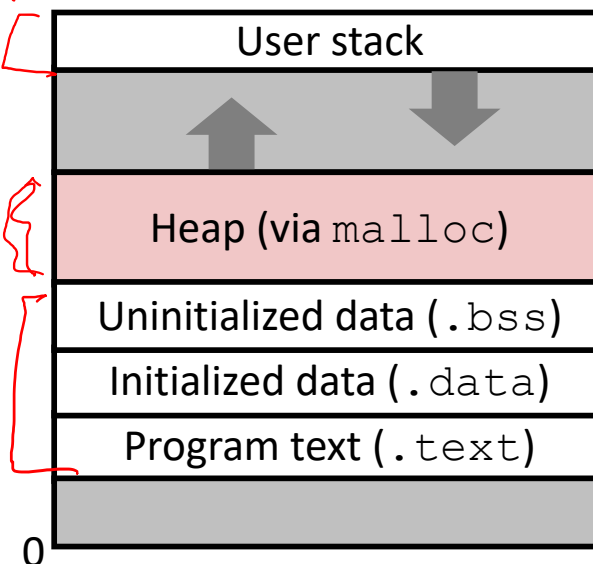 User stack
Heap (via malloc)
Uninitialized data (.bss)
Initialized data (.data)
Program text (.text)
0